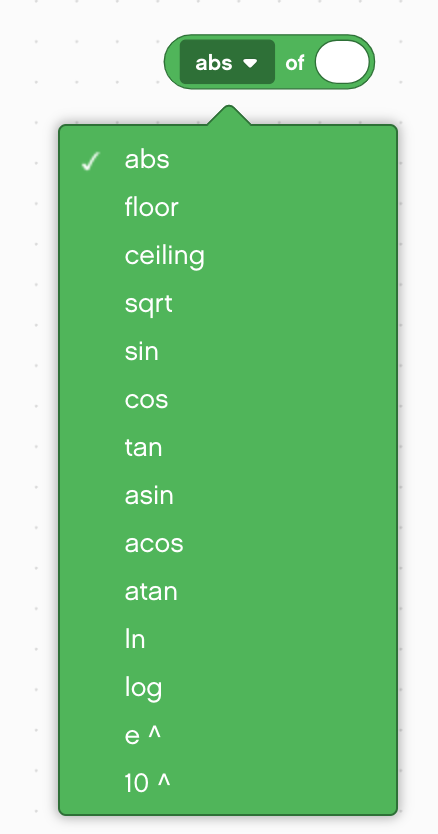 abs of
abs
floor
ceiling
sqrt
sin
cos
tan
asin
acos
atan
ln
log
e ^
10 ^